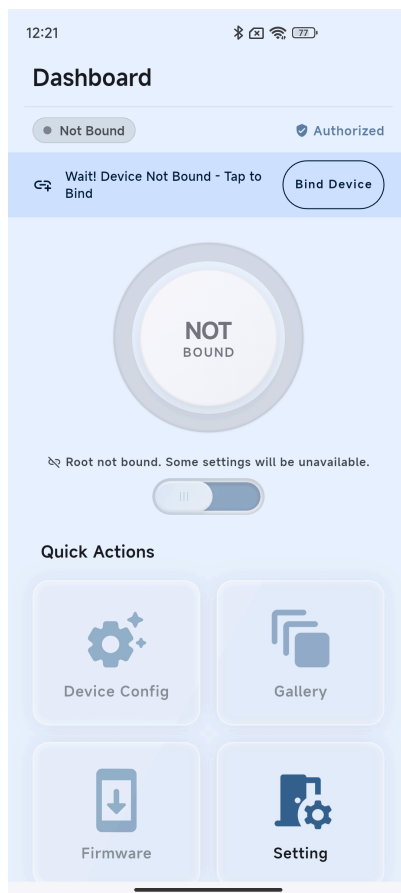 12:21
77
Dashboard
Not Bound
Authorized
Wait! Device Not Bound - Tap to
Bind
Bind Device
NOT
BOUND
Root not bound. Some settings will be unavailable.
Quick Actions
Device Config
Gallery
Firmware
Setting